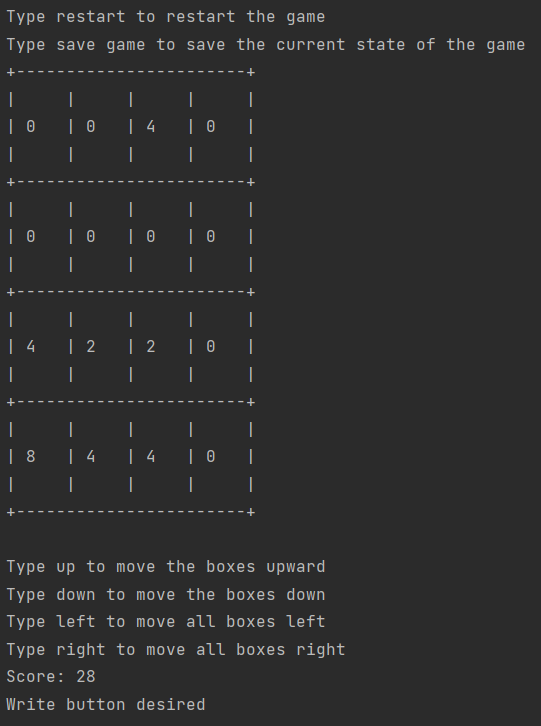 Type restart to restart the game
Type save game to save the current state of the game
+-----------------------+
|     |     |     |     |
| 0   | 0   | 4   | 0   |
|     |     |     |     |
+-----------------------+
|     |     |     |     |
| 0   | 0   | 0   | 0   |
|     |     |     |     |
+-----------------------+
|     |     |     |     |
| 4   | 2   | 2   | 0   |
|     |     |     |     |
+-----------------------+
|     |     |     |     |
| 8   | 4   | 4   | 0   |
|     |     |     |     |
+-----------------------+
Type up to move the boxes upward
Type down to move the boxes down
Type left to move all boxes left
Type right to move all boxes right
Score: 28
Write button desired